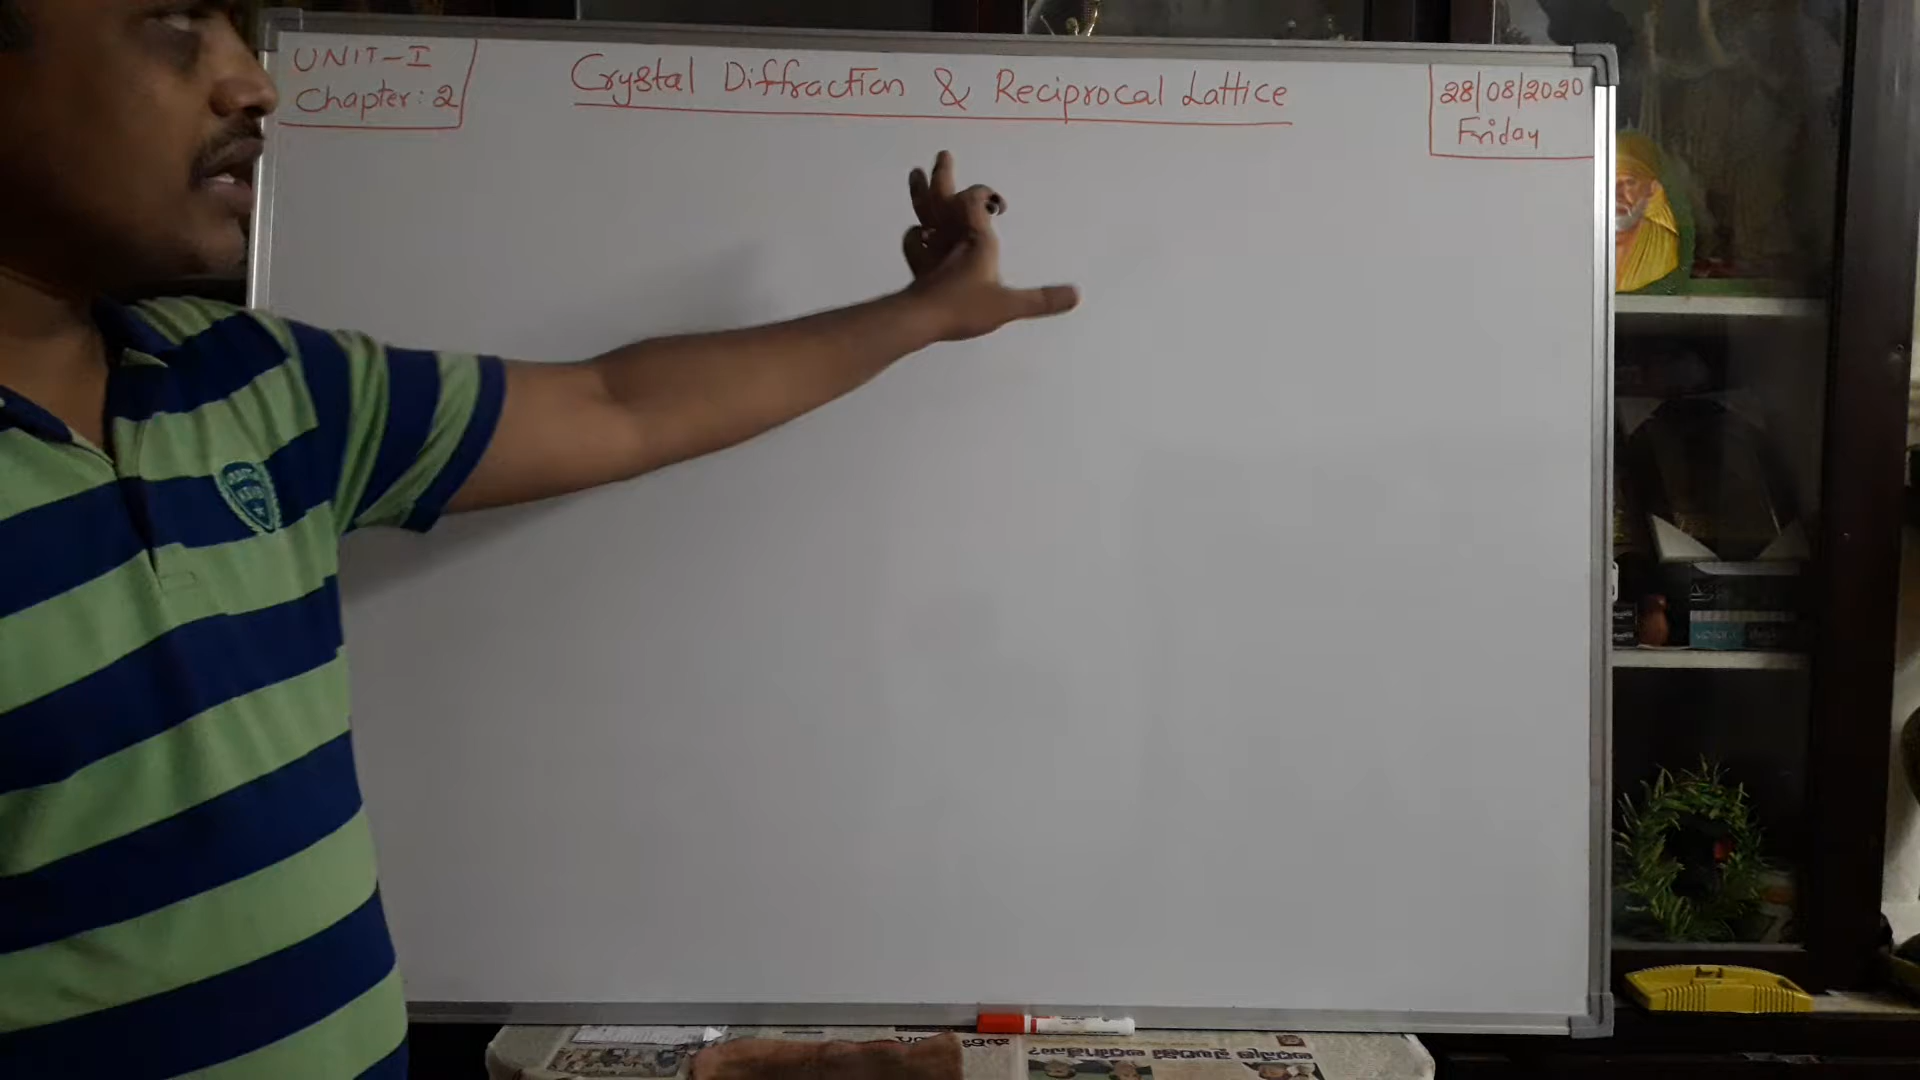 UNIT-I
Chapter: 2
Crystal Diffraction & Reciprocal Lattice
28/08/2020
Friday